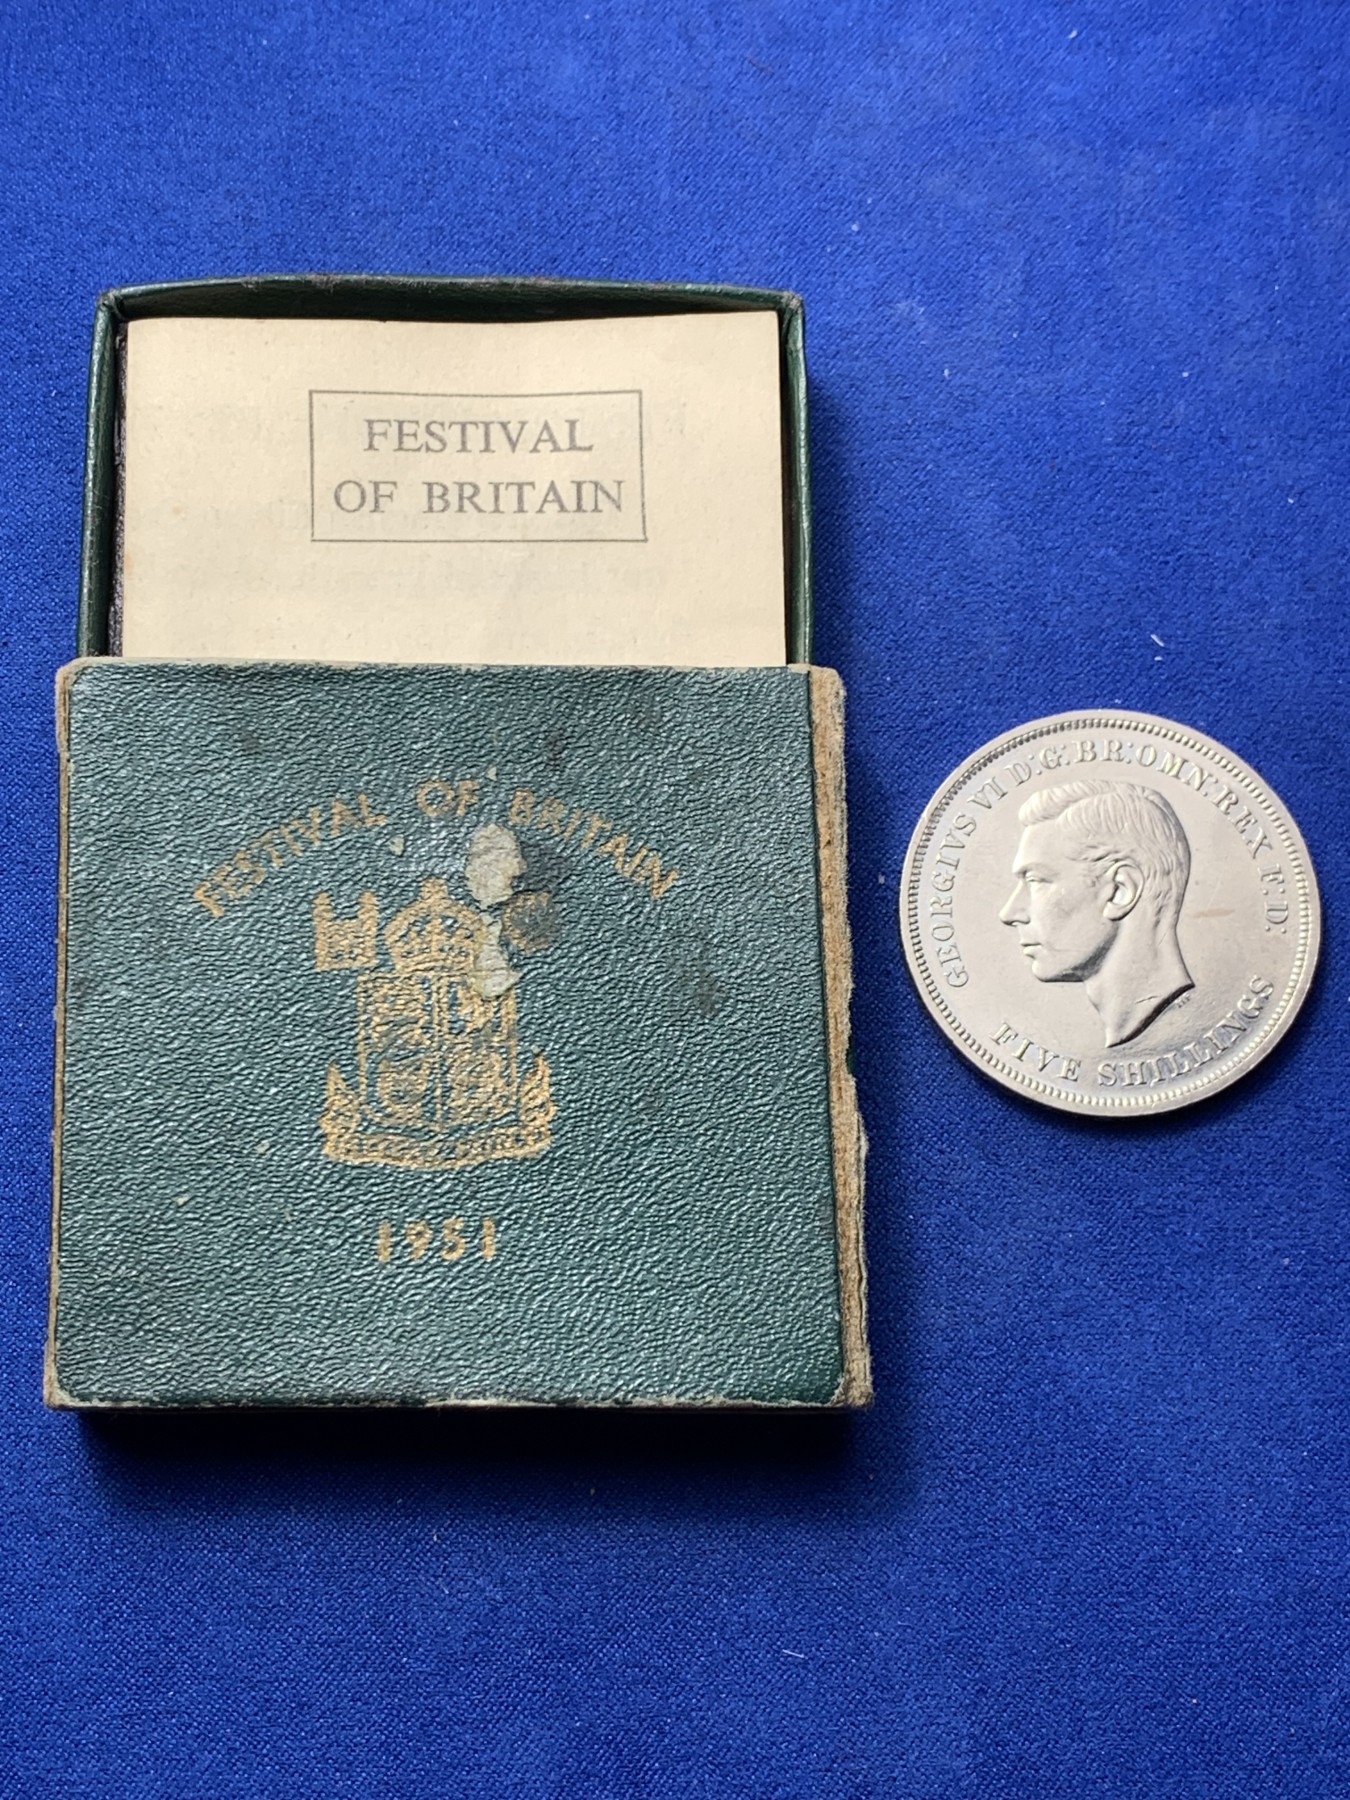 FESTIVAL
OF BRITAIN
FESTIVAL OF BRITAIN
1951
GEORGIVS VI D:G:BR:OMN:REX F:D:
FIVE SHILLINGS